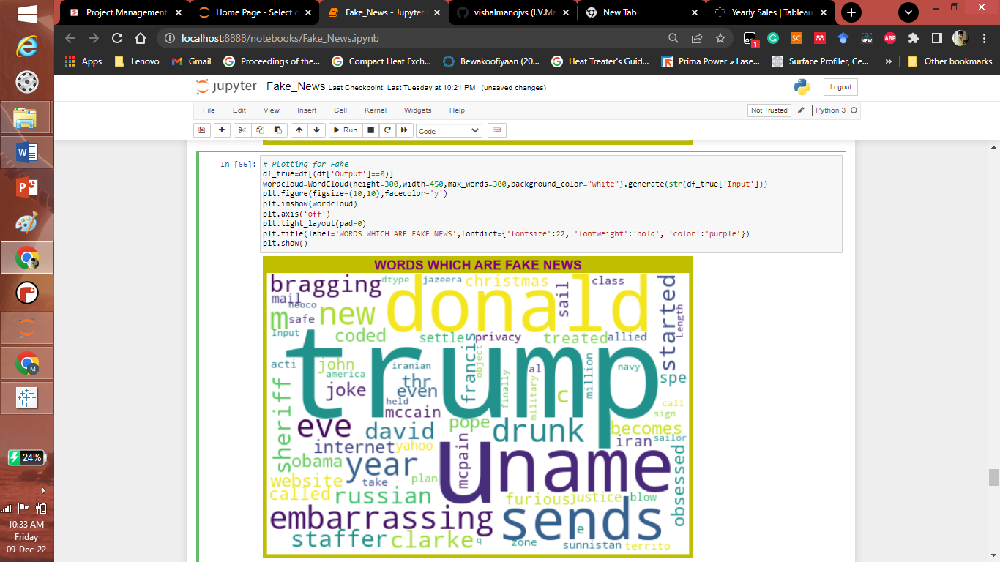 Project Management
Home Page - Select o
Fake_News - Jupyter
vishalmanojvs (I.V.Ma
New Tab
Yearly Sales | Tableau
localhost:8888/notebooks/Fake_News.ipynb
1
SC
NEW
ABP
Apps
Lenovo
Gmail
Proceedings of the...
Compact Heat Exch...
Bewakoofiyaan (20...
Heat Treater's Guid...
Prima Power » Lase...
Surface Profiler, Ce...
»
Other bookmarks
jupyter Fake_News Last Checkpoint: Last Tuesday at 10:21 PM (unsaved changes)
Logout
File Edit View Insert Cell Kernel Widgets Help
Not Trusted
Python 3
Run
Code
In [66]:
# Plotting for Fake
df_true=dt[(dt['Output']==0)]
wordcloud=WordCloud(height=300,width=450,max_words=300,background_color="white").generate(str(df_true['Input']))
plt.figure(figsize=(10,10),facecolor='y')
plt.imshow(wordcloud)
plt.axis('off')
plt.tight_layout(pad=0)
plt.title(label='WORDS WHICH ARE FAKE NEWS',fontdict={'fontsize':22, 'fontweight':'bold', 'color':'purple'})
plt.show()
WORDS WHICH ARE FAKE NEWS
bragging
dtype
jazeera
christmas
class
donald
sail
started
mail
neoco
m
safe
new
Length
Input
coded
settle
privacy
treated
allied
trump
francis
object
acti
john
america
iranian
thr
al
million
navy
spe
joke
even
held
mccain
finally
military
c
call
sign
sheriff
eve
david
pope
drunk
becomes
iran
sailor
internet
yahoo
mcpain
uname
obsessed
obama
year
website
take
plan
called
russian
furious
justice
blow
embarrassing
sends
staffer
clarke
q
zone
e
sunnistan
territo
24%
10:33 AM
Friday
09-Dec-22